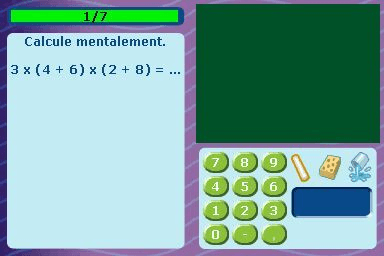 1/7
Calcule mentalement.
3 x (4 + 6) x (2 + 8) = ...
7 8 9
4 5 6
1 2 3
0 - ,